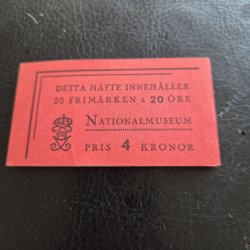 DETTA HÄFTE INNEHÅLLER
20 FRIMÄRKEN à 20 ÖRE
NATIONALMUSEUM
PRIS 4 KRONOR